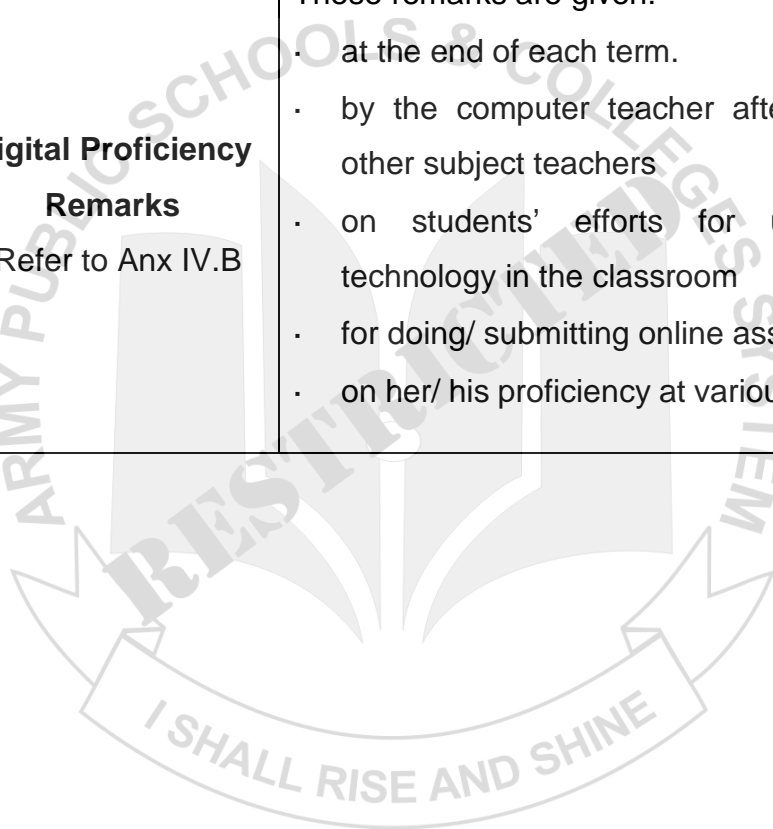 These remarks are given:
at the end of each term.
by the computer teacher afte
other subject teachers
igital Proficiency
Remarks
Refer to Anx IV.B
on students' efforts for u
technology in the classroom
for doing/ submitting online ass
on her/ his proficiency at variou
ARMY PUBLIC SCHOOLS & COLLEGES SYSTEM
RESTRICTED
I SHALL RISE AND SHINE